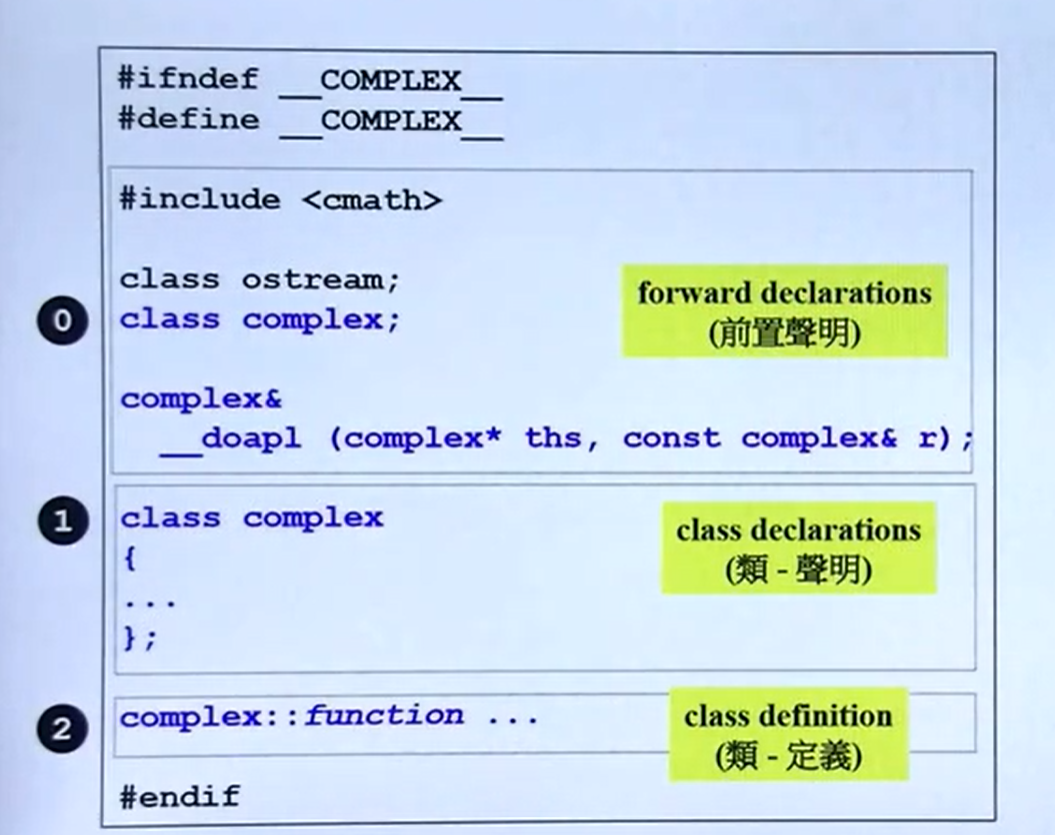 #ifndef __COMPLEX__
#define __COMPLEX__
#include <cmath>
class ostream;
class complex;
complex&
__doapl (complex* ths, const complex& r);
0
forward declarations
(前置聲明)
1
class complex
{
...
};
class declarations
(類 - 聲明)
2
complex::function ...
class definition
(類 - 定義)
#endif